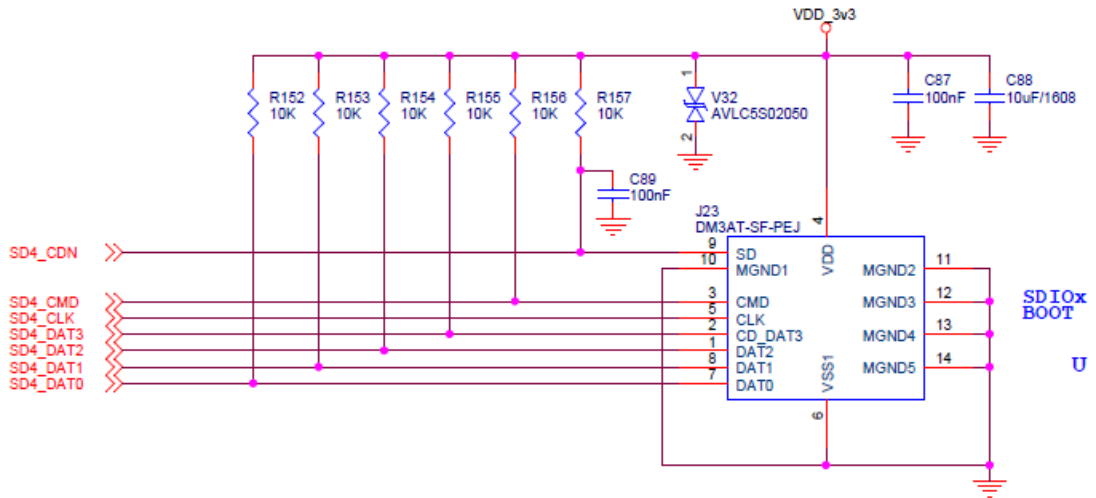 VDD_3v3
R152
10K
R153
10K
R154
10K
R155
10K
R156
10K
R157
10K
1
V32
AVLC5S02050
2
C87
100nF
C88
10uF/1608
C89
100nF
J23
DM3AT-SF-PEJ
4
VDD
SD4_CDN
9
SD
10
MGND1
MGND2
11
SD4_CMD
3
CMD
MGND3
12
SDIOx
BOOT
SD4_CLK
5
CLK
SD4_DAT3
2
CD_DAT3
MGND4
13
SD4_DAT2
1
DAT2
SD4_DAT1
8
DAT1
MGND5
14
U
SD4_DAT0
7
DAT0
VSS1
6